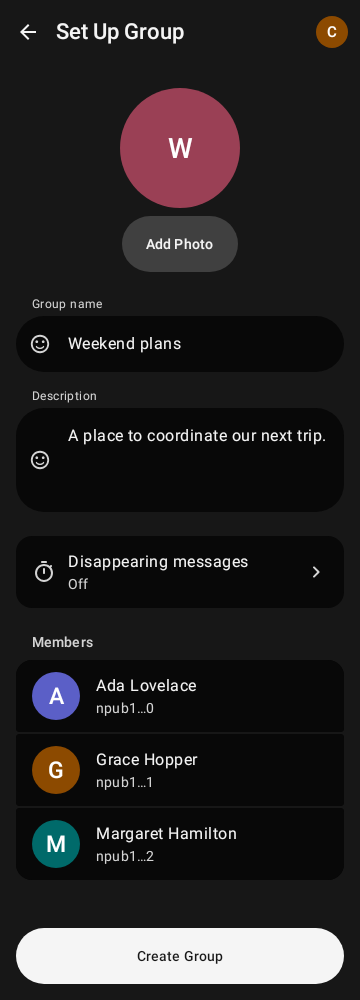 Set Up Group
C
W
Add Photo
Group name
Weekend plans
Description
A place to coordinate our next trip.
Disappearing messages
Off
Members
A
Ada Lovelace
npub1…0
G
Grace Hopper
npub1…1
M
Margaret Hamilton
npub1…2
Create Group